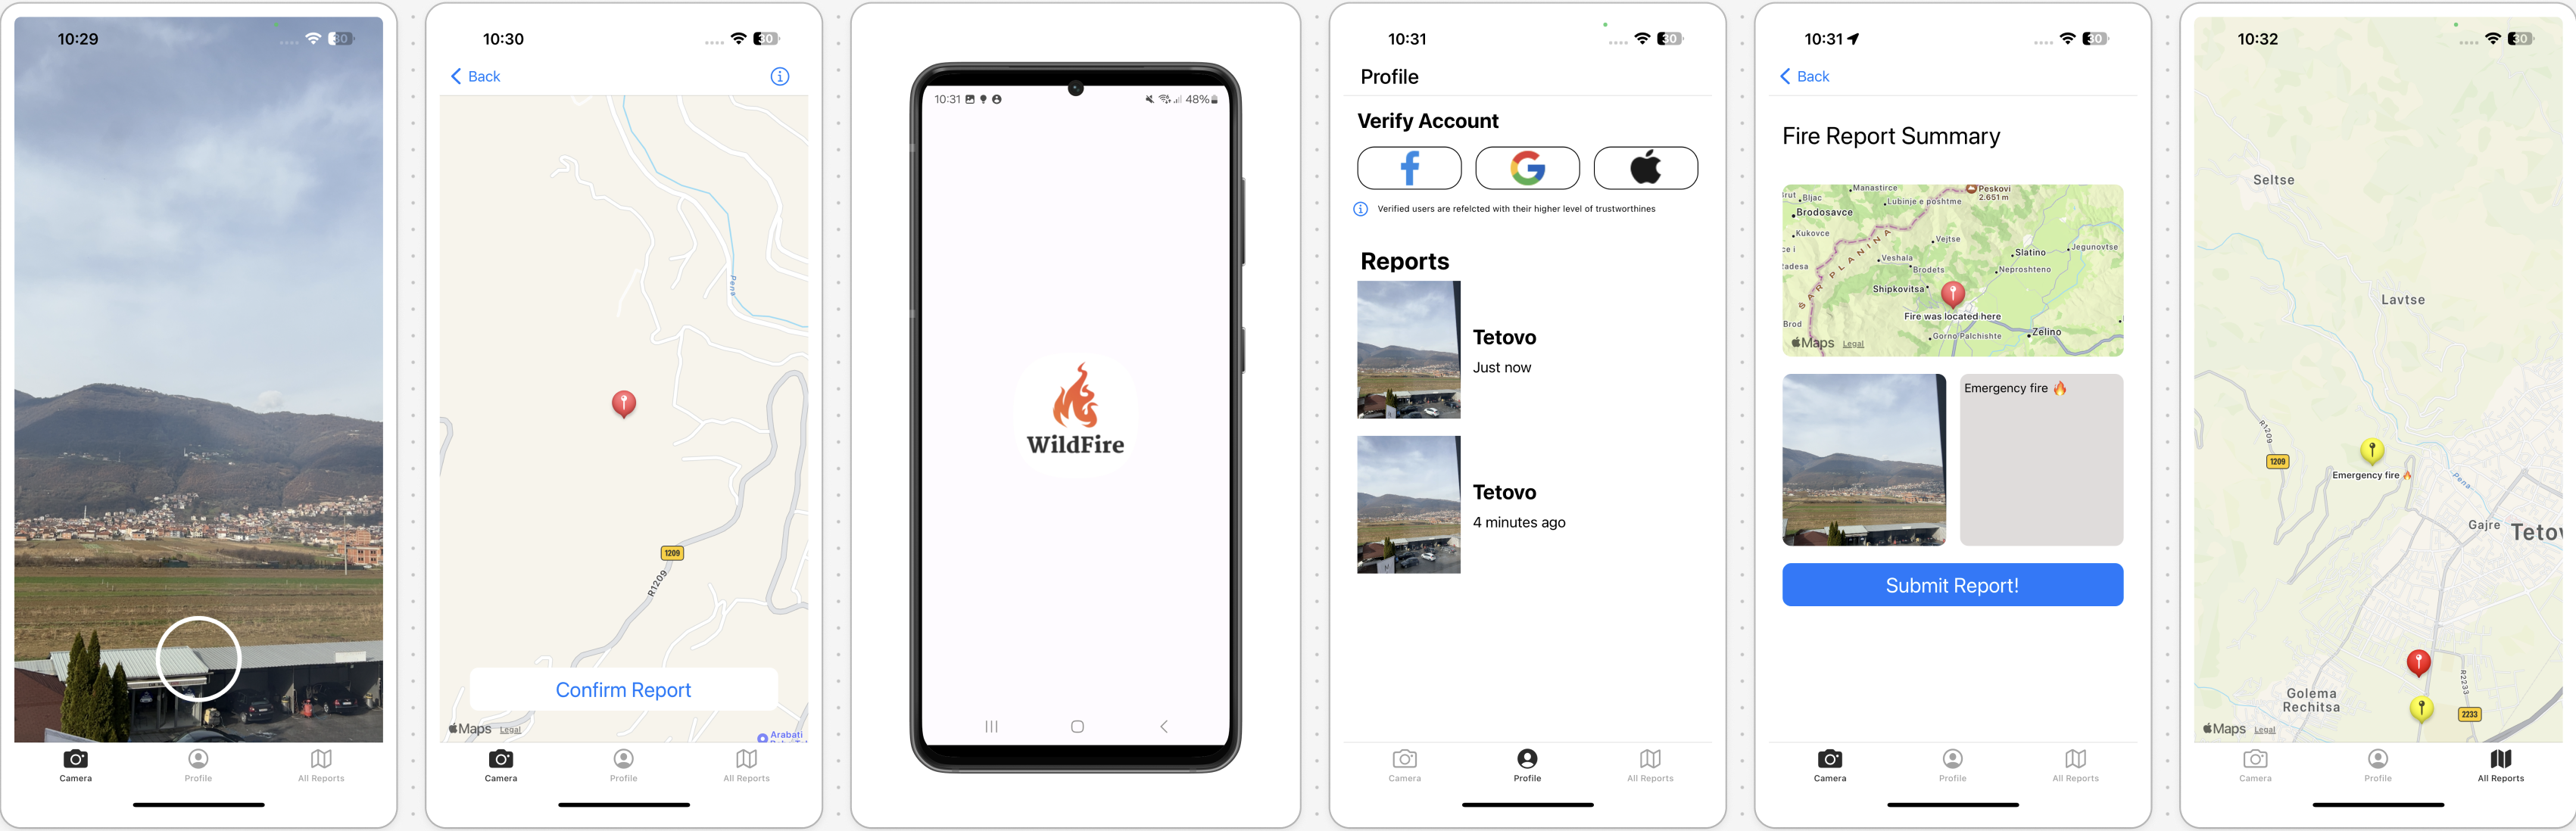 10:29
30
Camera
Profile
All Reports
10:30
30
Back
Pena
1209
R1209
Confirm Report
Maps Legal
Arabati
Camera
Profile
All Reports
10:31
48%
WildFire
10:31
30
Profile
Verify Account
Verified users are refelcted with their higher level of trustworthines
Reports
Tetovo
Just now
Tetovo
4 minutes ago
Camera
Profile
All Reports
10:31
30
Back
Fire Report Summary
Manastirce
Peskovi
2.651 m
Bljac
Lubinje e poshtme
Brodosavce
Kukovce
Vejtse
Jegunovtse
Slatino
Veshala
Brodets
Neproshteno
ŠAR PLANINA
Shipkovitsa
Fire was located here
Brod
Zelino
Gorno Palchishte
Maps Legal
Emergency fire 🔥
Submit Report!
Camera
Profile
All Reports
10:32
30
Seltse
Lavtse
R1209
1209
Emergency fire 🔥
Pena
Gajre
Tetov
R2233
Golema
Rechitsa
2233
Maps Legal
Camera
Profile
All Reports